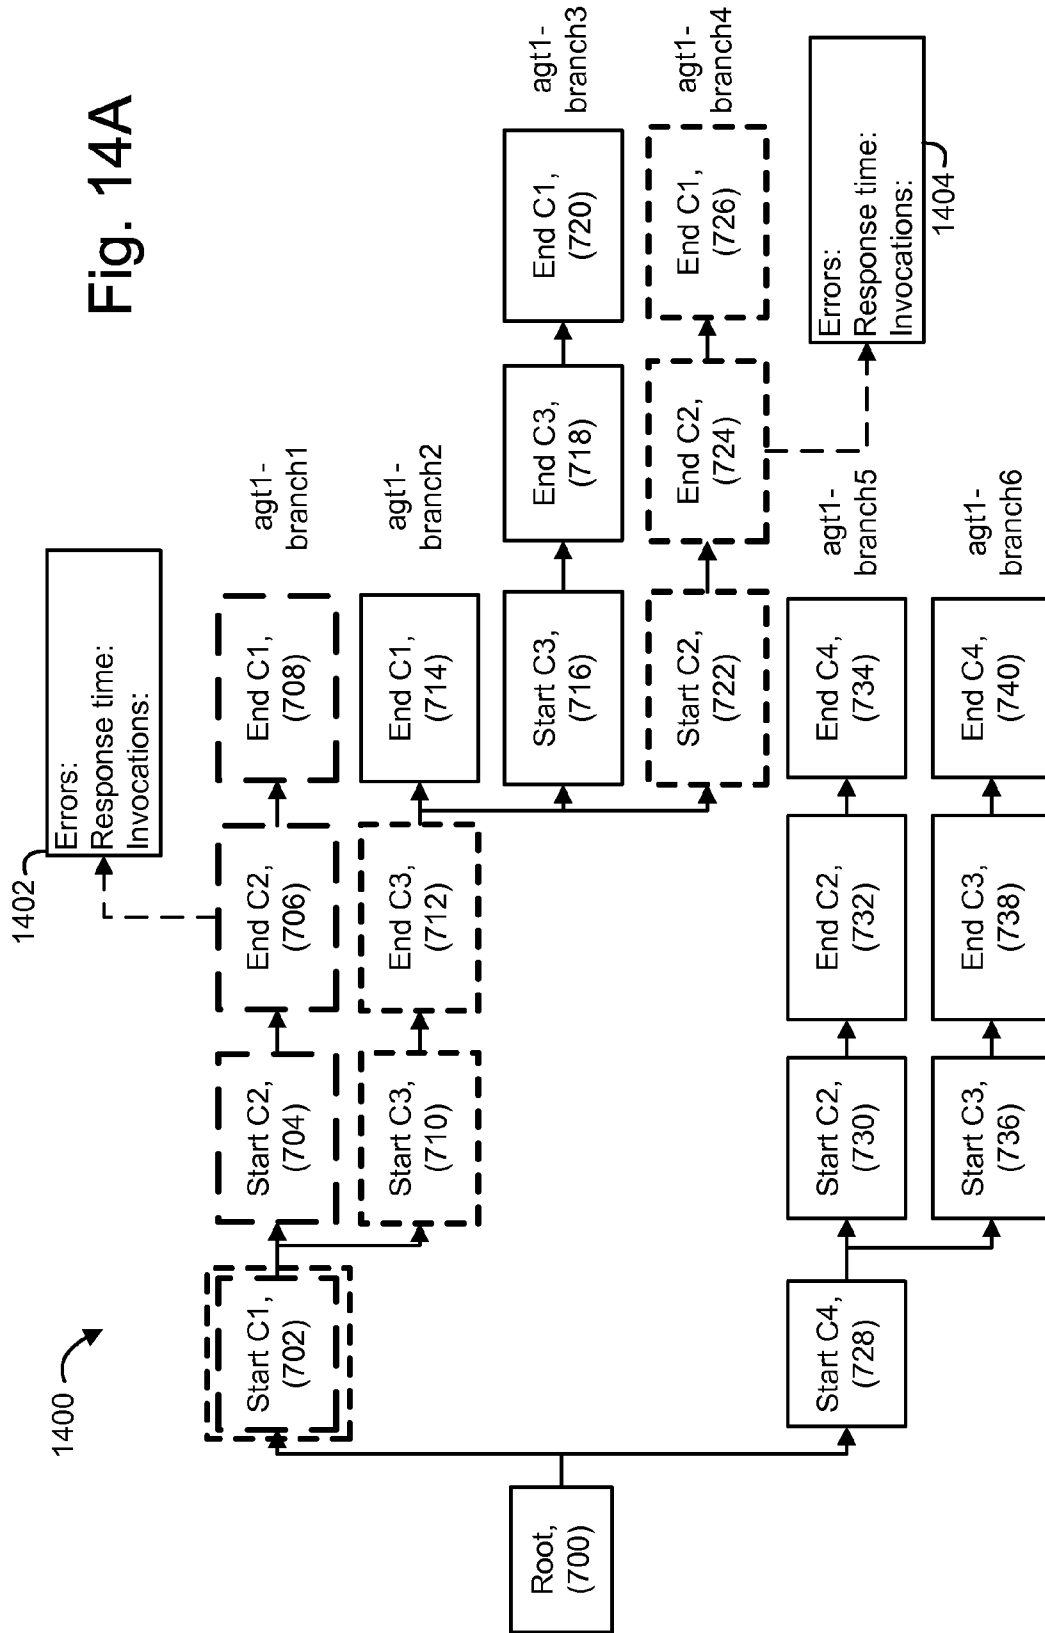 Fig. 14A
1400
1402
Errors:
Response time:
Invocations:
Root,
(700)
Start C1,
(702)
Start C2,
(704)
End C2,
(706)
End C1,
(708)
agt1-
branch1
Start C3,
(710)
End C3,
(712)
End C1,
(714)
agt1-
branch2
Start C3,
(716)
End C3,
(718)
End C1,
(720)
agt1-
branch3
Start C2,
(722)
End C2,
(724)
End C1,
(726)
agt1-
branch4
Start C4,
(728)
Start C2,
(730)
End C2,
(732)
End C4,
(734)
agt1-
branch5
Start C3,
(736)
End C3,
(738)
End C4,
(740)
agt1-
branch6
Errors:
Response time:
Invocations:
1404